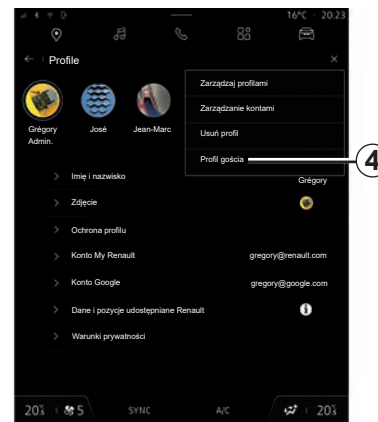 16°C 20:23
Profile
Grégory
Admin.
José
Jean-Marc
Zarządzaj profilami
Zarządzanie kontami
Usuń profil
Profil gościa
4
Imię i nazwisko Grégory
Zdjęcie
Ochrona profilu
Konto My Renault gregory@renault.com
Konto Google gregory@google.com
Dane i pozycje udostępniane Renault
Warunki prywatności
5 SYNC A/C